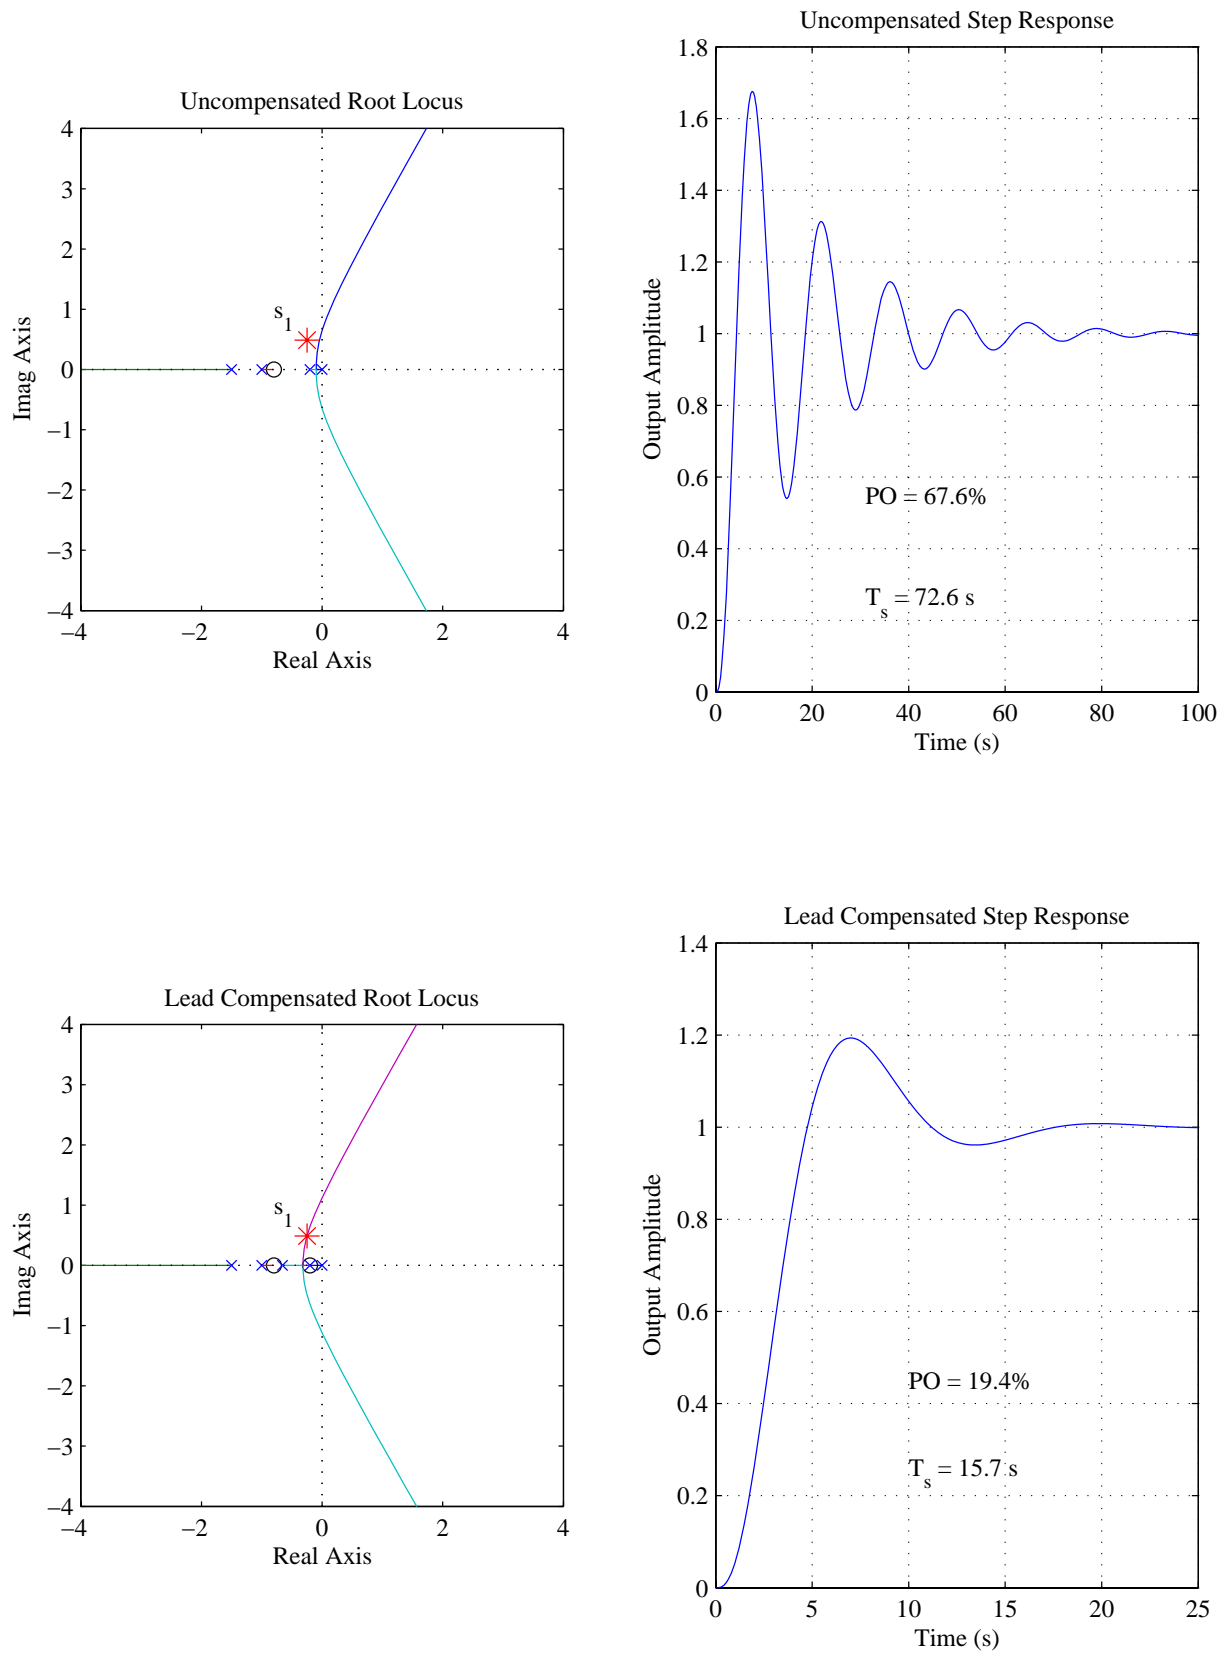 Uncompensated Step Response
1.8
1.6
1.4
1.2
1
0.8
0.6
0.4
0.2
0
Output Amplitude
PO = 67.6%
T_s = 72.6 s
0 20 40 60 80 100
Time (s)
Uncompensated Root Locus
4
3
2
1
0
−1
−2
−3
−4
Imag Axis
s_1
−4 −2 0 2 4
Real Axis
Lead Compensated Step Response
1.4
1.2
1
0.8
0.6
0.4
0.2
0
Output Amplitude
PO = 19.4%
T_s = 15.7 s
0 5 10 15 20 25
Time (s)
Lead Compensated Root Locus
4
3
2
1
0
−1
−2
−3
−4
Imag Axis
s_1
−4 −2 0 2 4
Real Axis